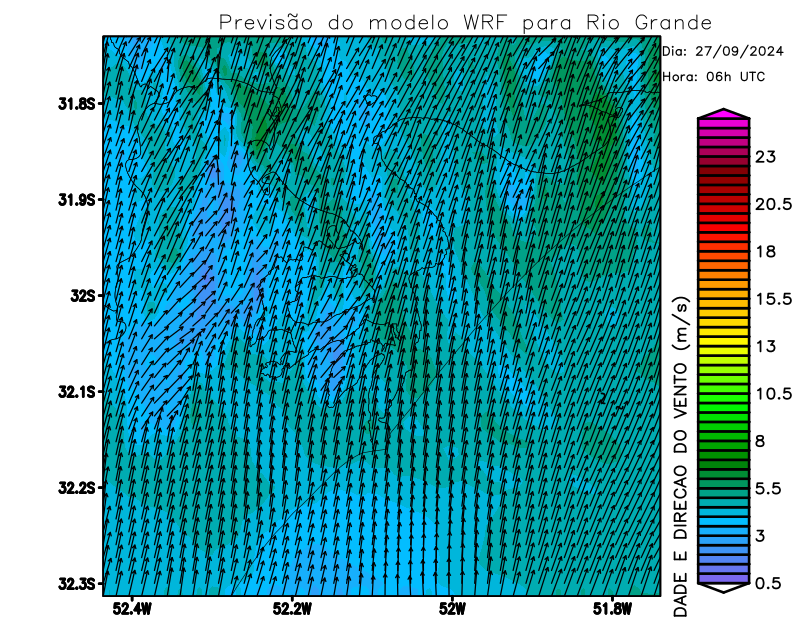 Previsão do modelo WRF para Rio Grande
Dia: 27/09/2024
Hora: 06h UTC
31.8S
31.9S
32S
32.1S
32.2S
32.3S
52.4W
52.2W
52W
51.8W
23
20.5
18
15.5
13
10.5
8
5.5
3
0.5
DADE E DIRECAO DO VENTO (m/s)